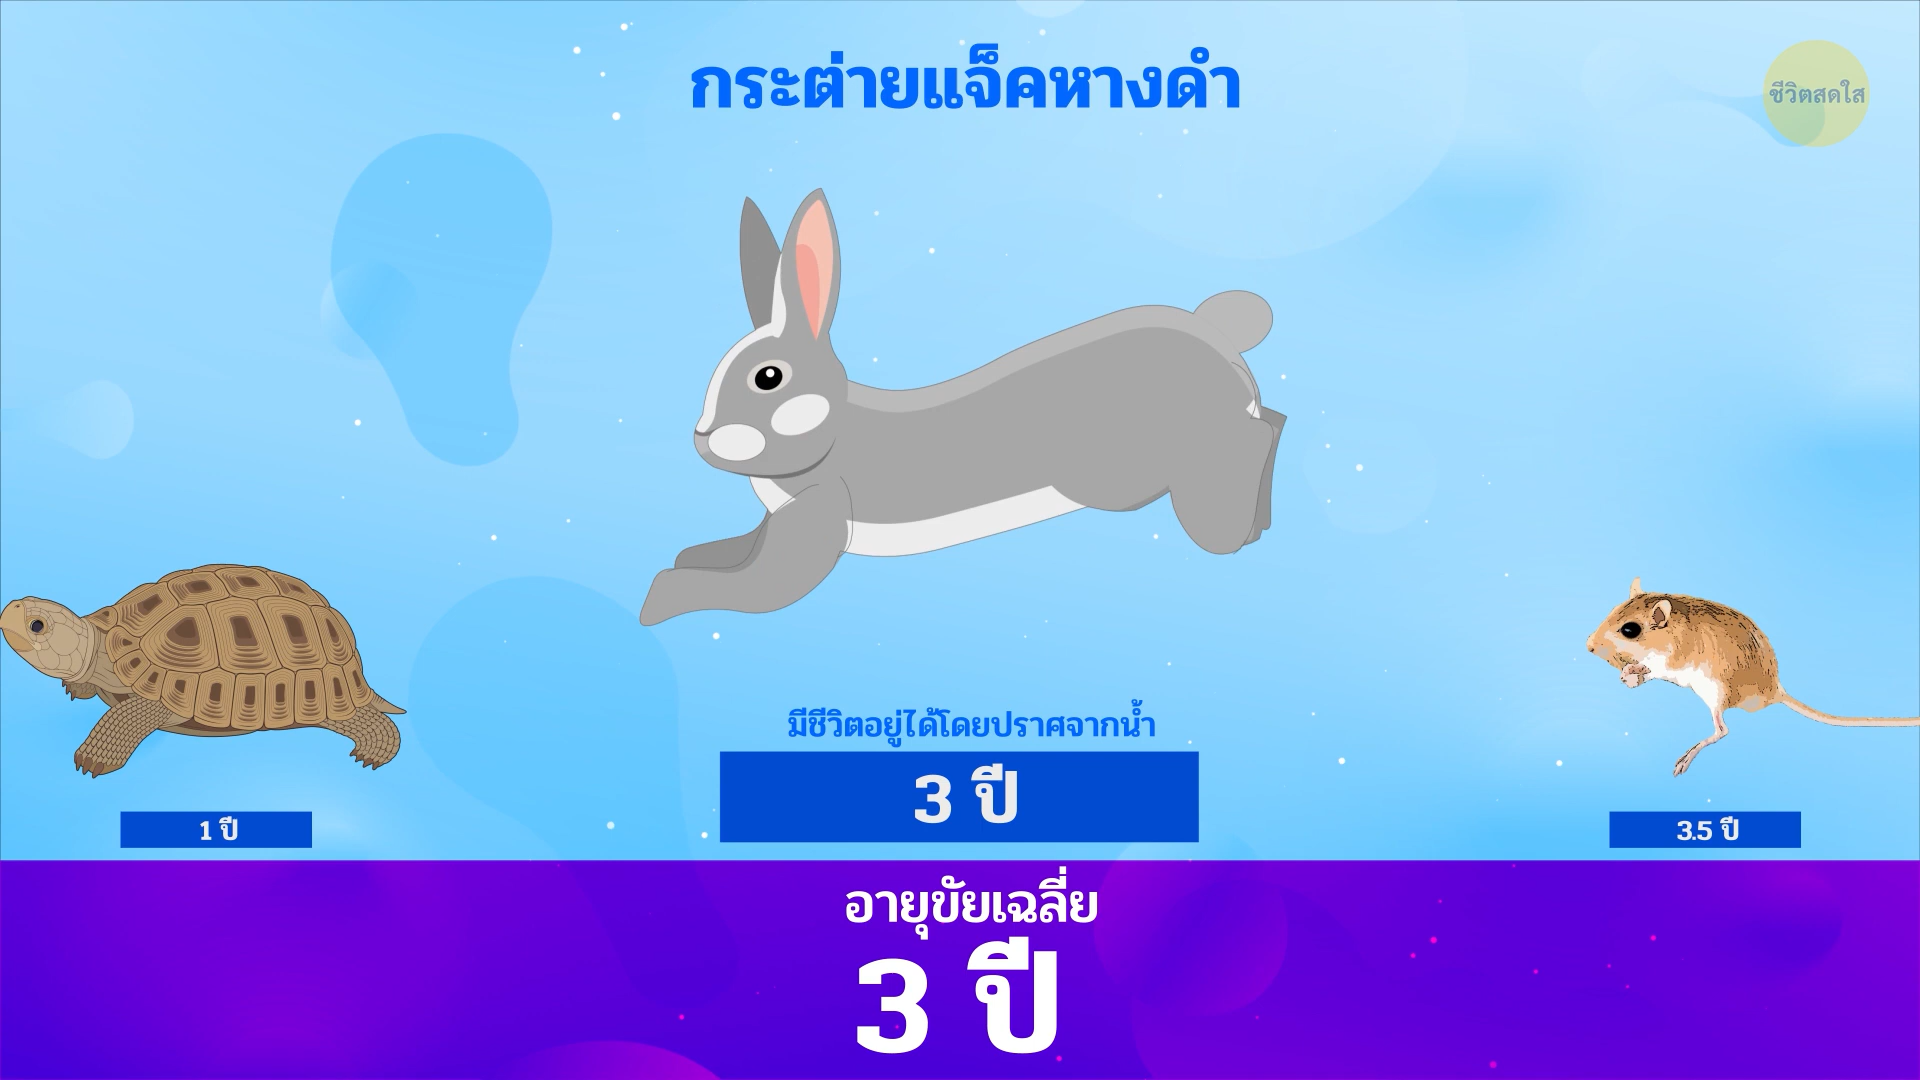 กระต่ายแจ็คหางดำ
ชีวิตสดใส
มีชีวิตอยู่ได้โดยปราศจากน้ำ
3 ปี
1 ปี
3.5 ปี
อายุขัยเฉลี่ย
3 ปี